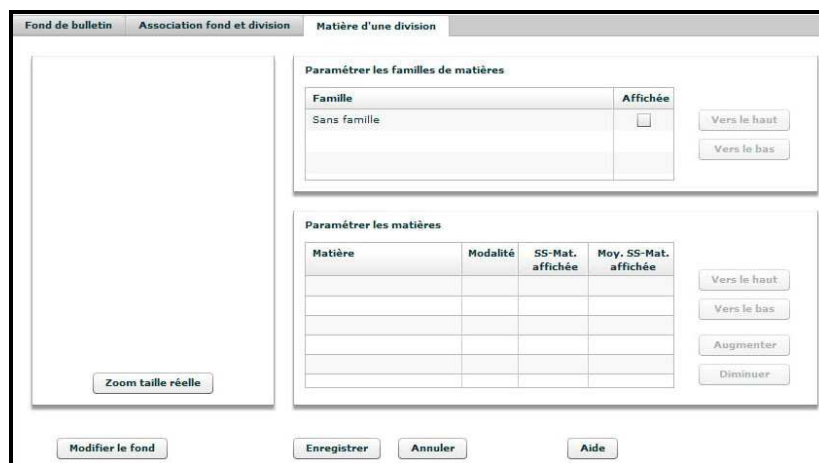 Fond de bulletin Association fond et division Matière d'une division
Paramétrer les familles de matières
Famille Affichée
Sans famille
Vers le haut
Vers le bas
Paramétrer les matières
Matière Modalité SS-Mat. affichée Moy. SS-Mat. affichée
Vers le haut
Vers le bas
Augmenter
Diminuer
Zoom taille réelle
Modifier le fond Enregistrer Annuler Aide